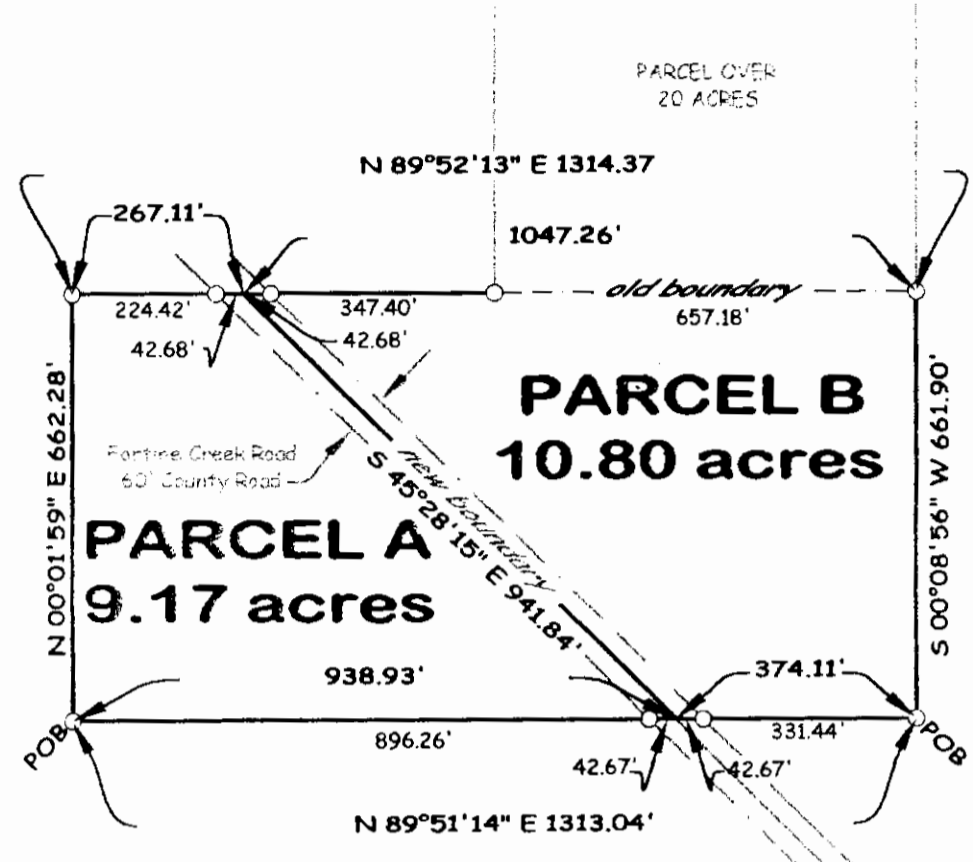 PARCEL OVER
20 ACRES
N 89°52'13" E 1314.37
267.11'
1047.26'
old boundary
224.42'
347.40'
657.18'
42.68'
42.68'
N 00°01'59" E 662.28'
S 00°08'56" W 661.90'
PARCEL B
10.80 acres
Fortine Creek Road
60' County Road
new boundary
S 45°28'15" E 941.84'
PARCEL A
9.17 acres
938.93'
374.11'
POB
896.26'
331.44'
POB
42.67'
42.67'
N 89°51'14" E 1313.04'